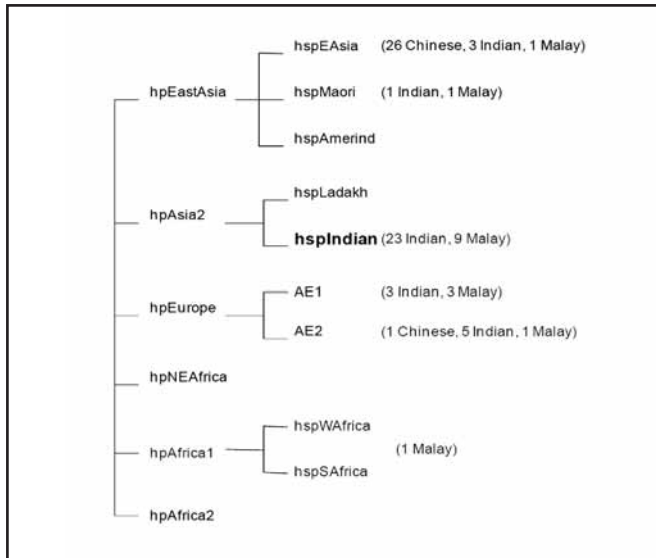 hspEAsia (26 Chinese, 3 Indian, 1 Malay)
hpEastAsia hspMaori (1 Indian, 1 Malay)
hspAmerind
hspLadakh
hpAsia2
hspIndian (23 Indian, 9 Malay)
AE1 (3 Indian, 3 Malay)
hpEurope
AE2 (1 Chinese, 5 Indian, 1 Malay)
hpNEAfrica
hspWAfrica
hpAfrica1 (1 Malay)
hspSAfrica
hpAfrica2